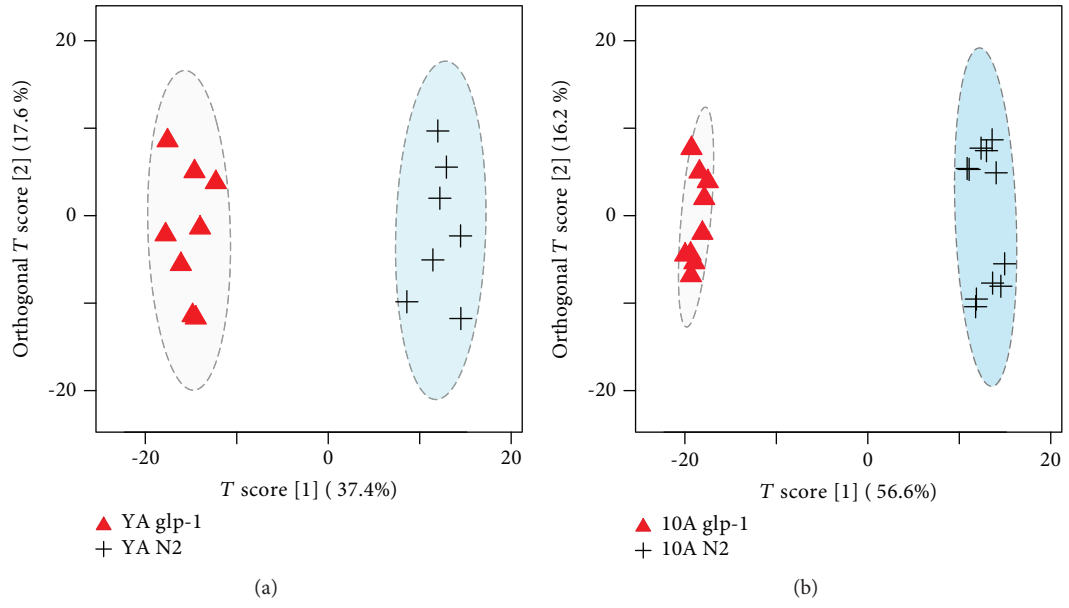 20
0
-20
Orthogonal T score [2] (17.6 %)
-20
0
20
T score [1] ( 37.4%)
YA glp-1
YA N2
(a)
20
0
-20
Orthogonal T score [2] (16.2 %)
-20
0
20
T score [1] ( 56.6%)
10A glp-1
10A N2
(b)